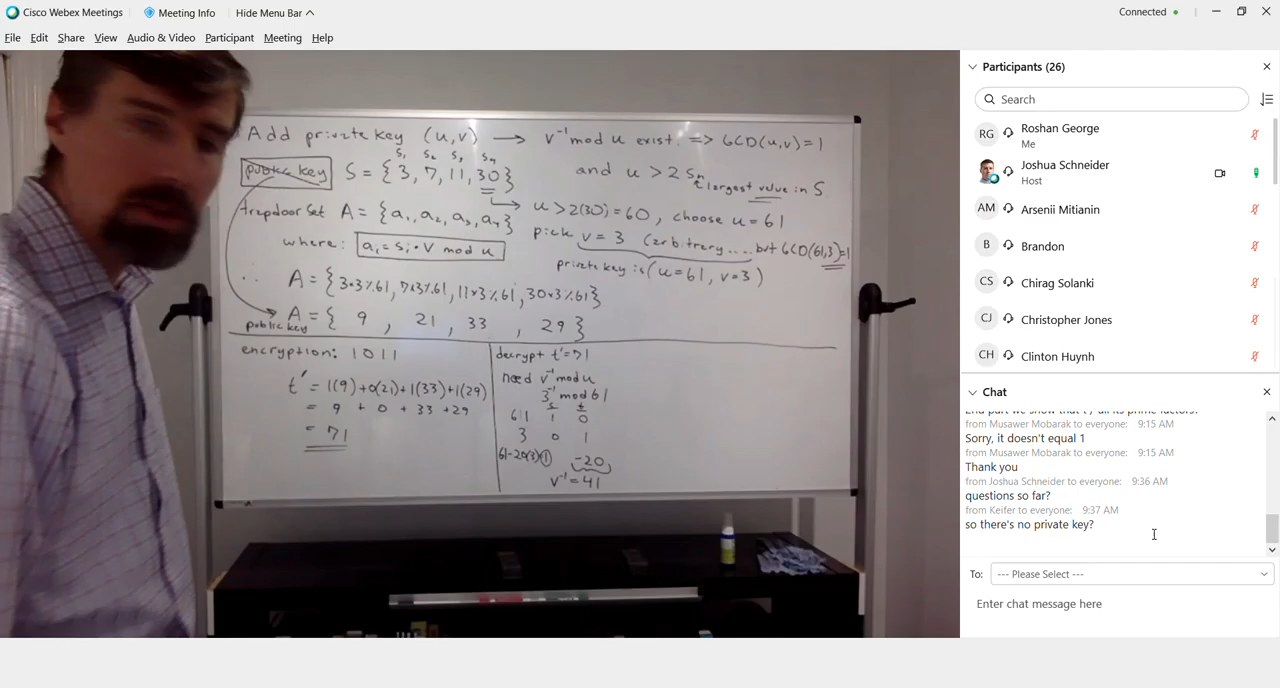 Cisco Webex Meetings Meeting Info Hide Menu Bar Connected
File Edit Share View Audio & Video Participant Meeting Help
Add private key (u,v) → v⁻¹ mod u exist. => GCD(u,v)=1
s₁ s₂ s₃ s₄
public key S = {3, 7, 11, 30} and u > 2 sₙ
largest value in S
trapdoor set A = {a₁, a₂, a₃, a₄} u > 2(30) = 60, choose u = 61
where: aᵢ = sᵢ · v mod u pick v = 3 (arbitrary .... but GCD(61,3)=1
private key is (u=61, v=3)
∴ A = {3×3%61, 7×3%61, 11×3%61, 30×3%61}
A = { 9 , 21 , 33 , 29 }
public key
encryption: 1011
t' = 1(9) + 0(21) + 1(33) + 1(29)
= 9 + 0 + 33 + 29
= 71
decrypt t' = 71
need v⁻¹ mod u
3⁻¹ mod 61
s t
61 1 0
3 0 1
61-20(3) 1 -20
v⁻¹ = 41
Participants (26)
Search
RG Roshan George
Me
Joshua Schneider
Host
AM Arsenii Mitianin
B Brandon
CS Chirag Solanki
CJ Christopher Jones
CH Clinton Huynh
Chat
from Musawer Mobarak to everyone: 9:15 AM
Sorry, it doesn't equal 1
from Musawer Mobarak to everyone: 9:15 AM
Thank you
from Joshua Schneider to everyone: 9:36 AM
questions so far?
from Keifer to everyone: 9:37 AM
so there's no private key?
To: --- Please Select ---
Enter chat message here